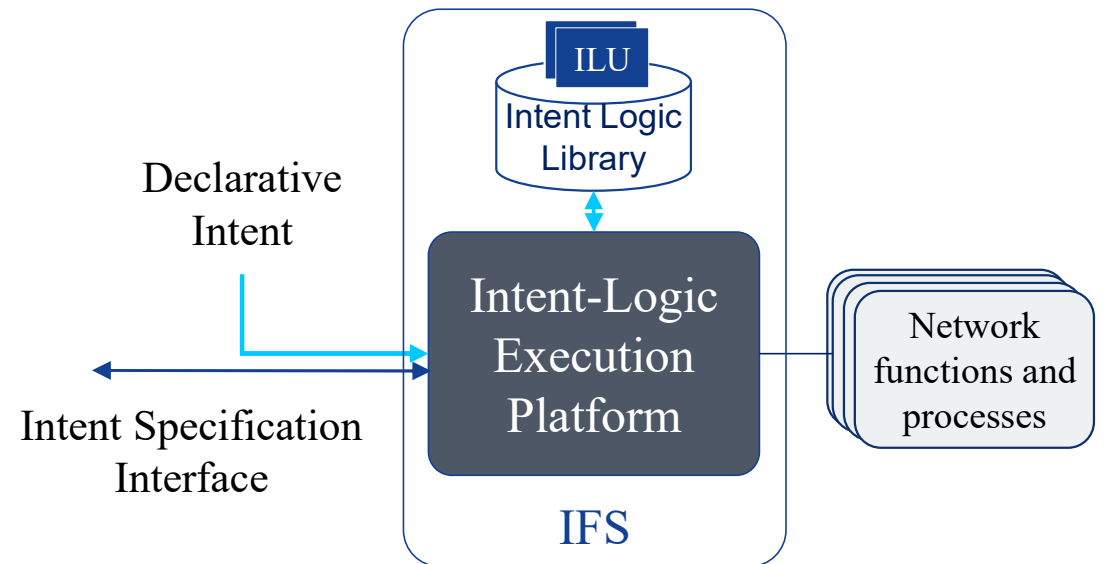 ILU
Intent Logic
Library
Declarative
Intent
Intent-Logic
Execution
Platform
Network
functions and
processes
Intent Specification
Interface
IFS